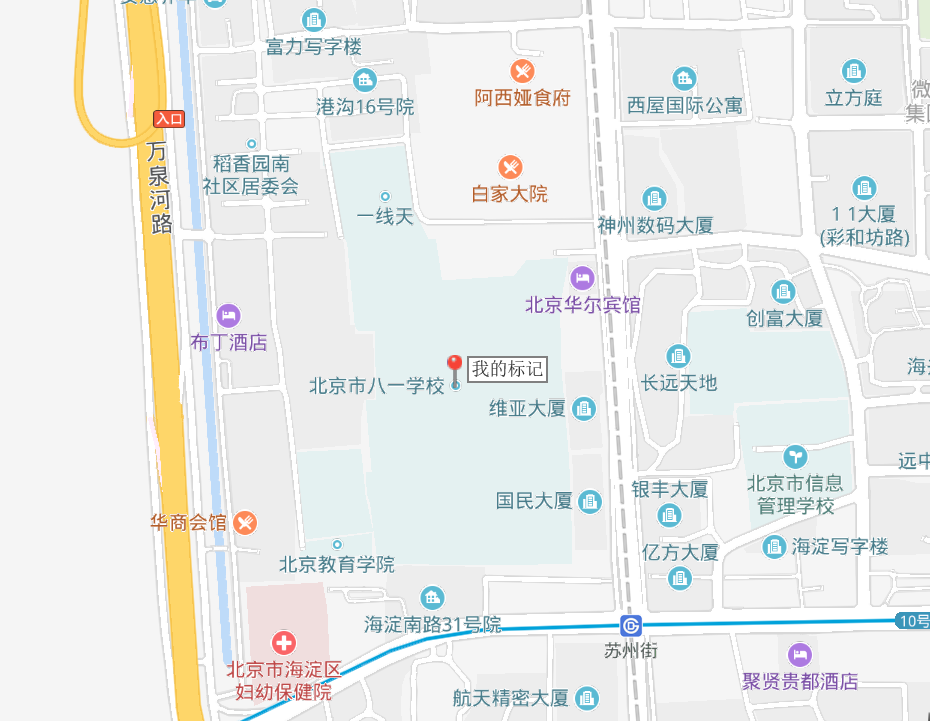 富力写字楼
港沟16号院
阿西娅食府
西屋国际公寓
立方庭
入口
万泉河路
稻香园南
社区居委会
一线天
白家大院
神州数码大厦
11大厦
(彩和坊路)
北京华尔宾馆
创富大厦
布丁酒店
我的标记
北京市八一学校
长远天地
维亚大厦
北京市信息
管理学校
远中
国民大厦
银丰大厦
华商会馆
亿方大厦
海淀写字楼
北京教育学院
海淀南路31号院
10号
苏州街
北京市海淀区
妇幼保健院
聚贤贵都酒店
航天精密大厦